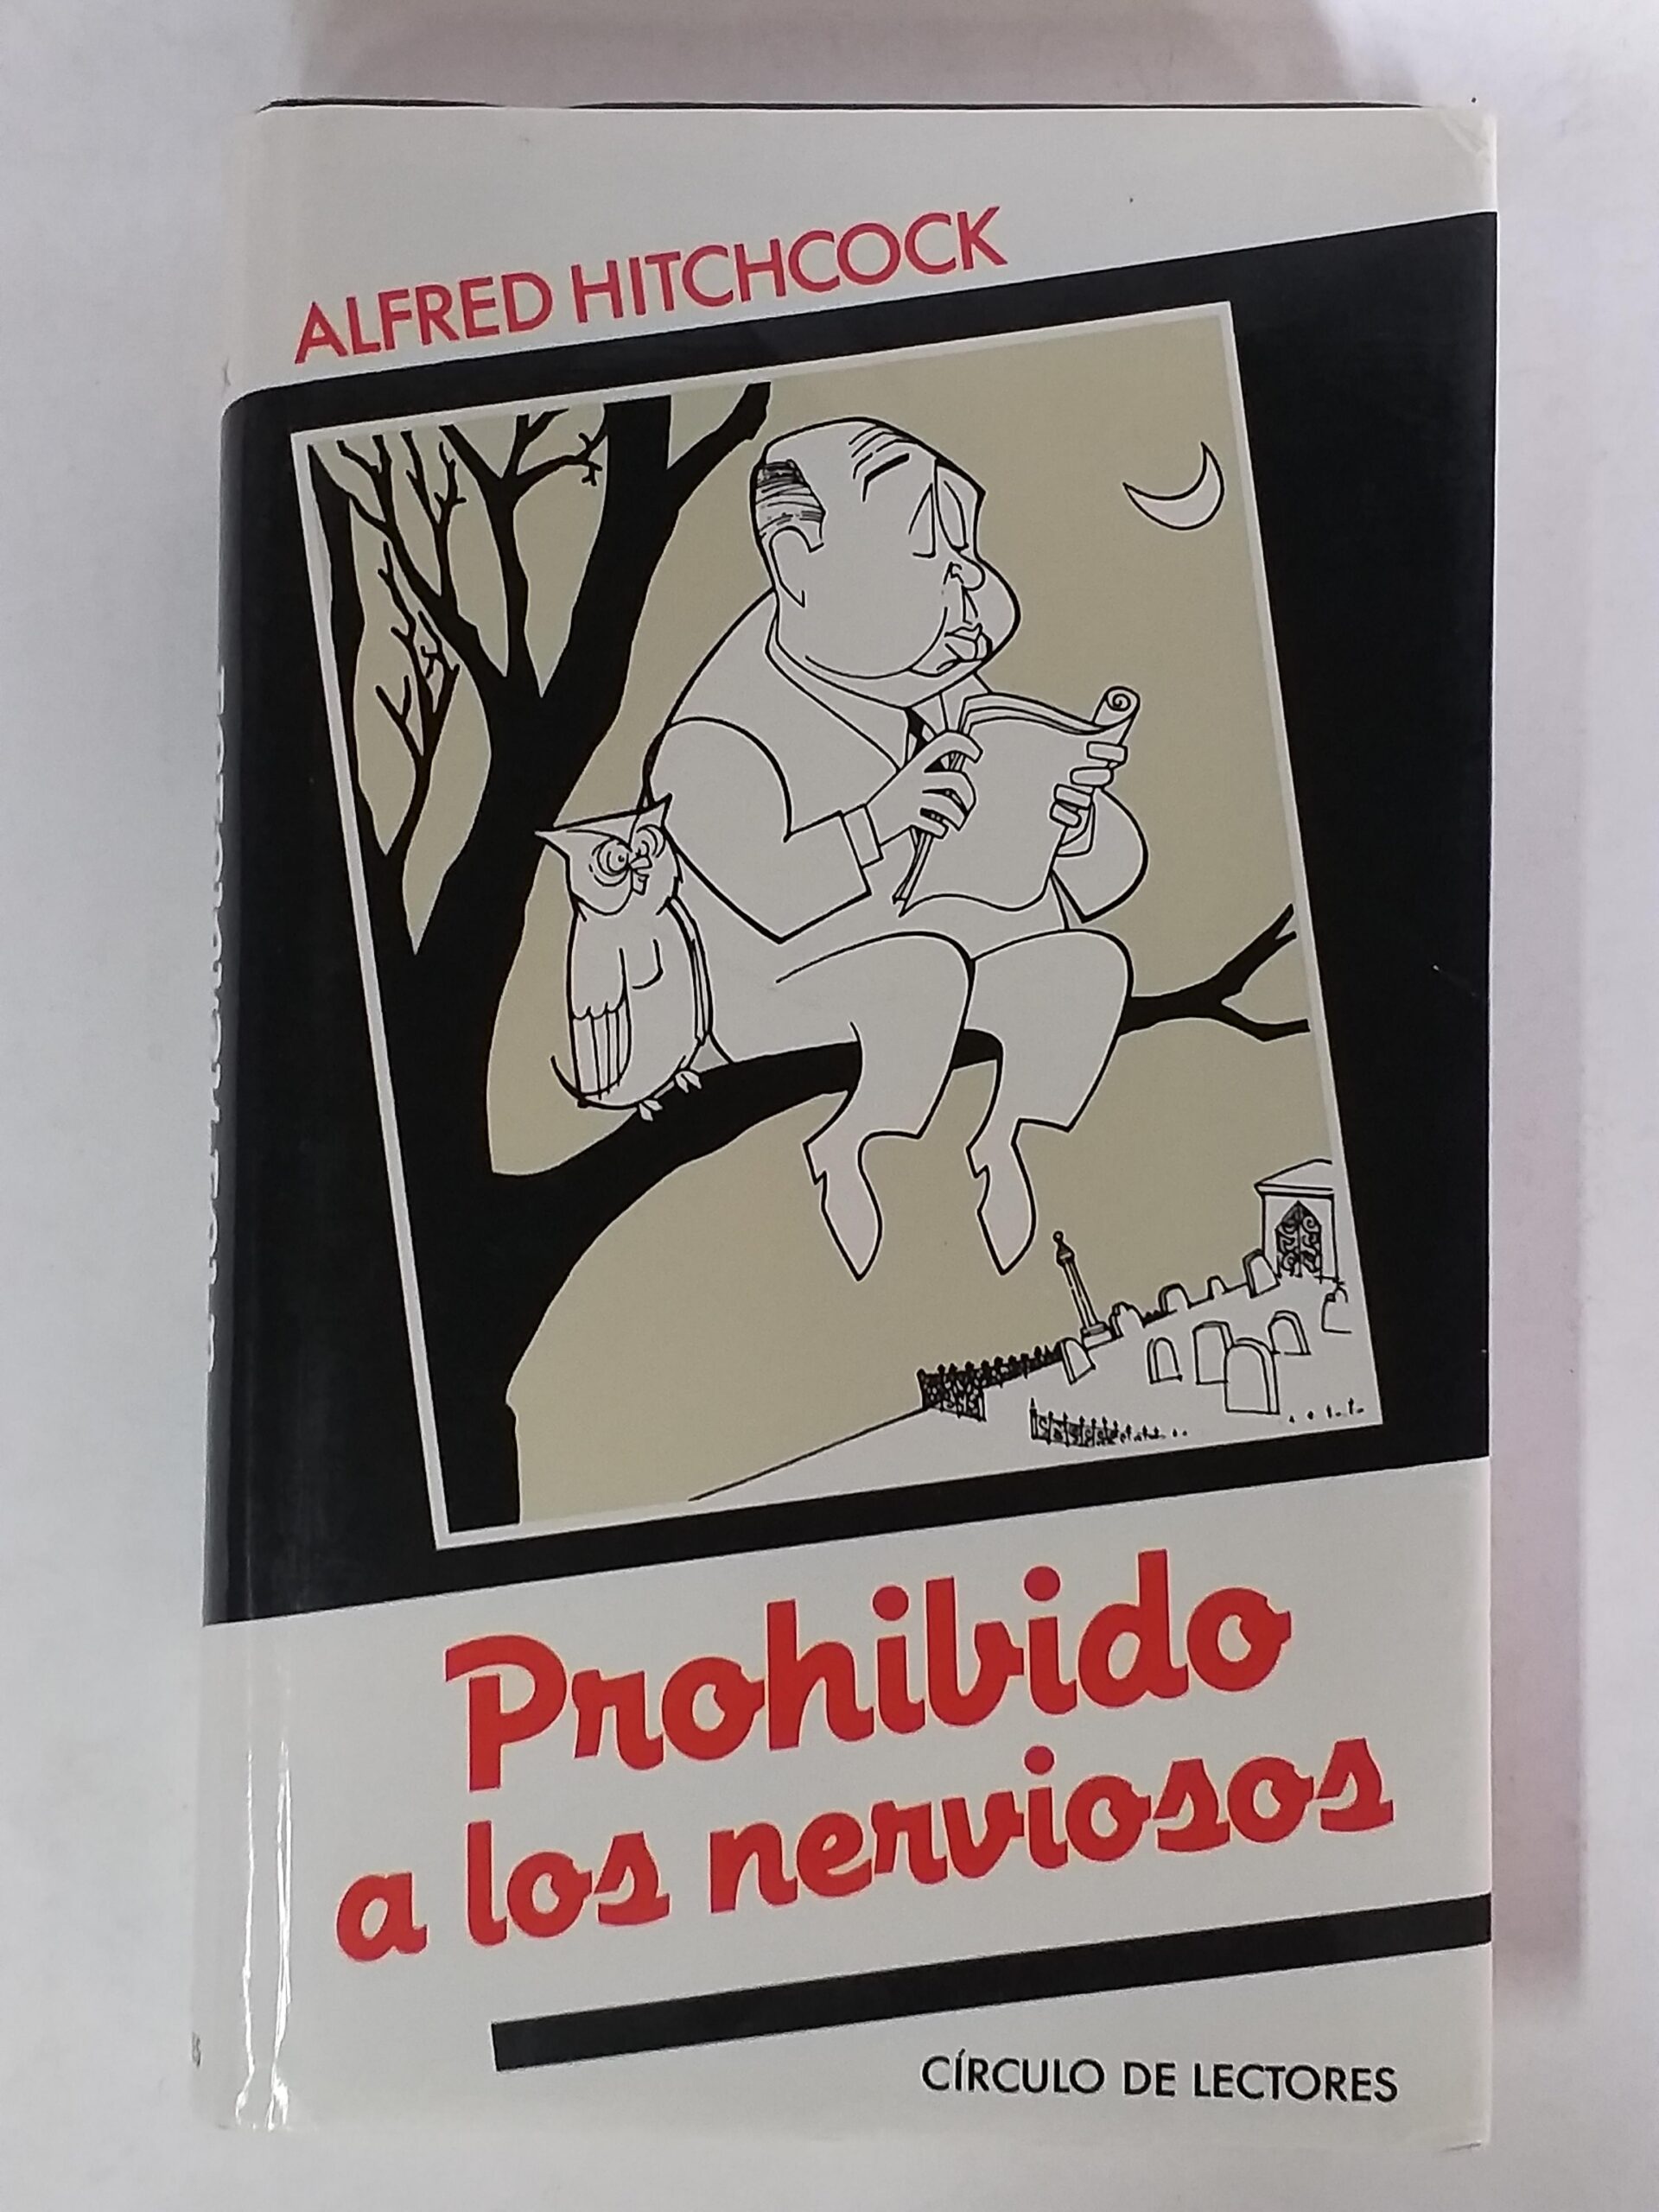 ALFRED HITCHCOCK
Prohibido
a los nerviosos
CÍRCULO DE LECTORES